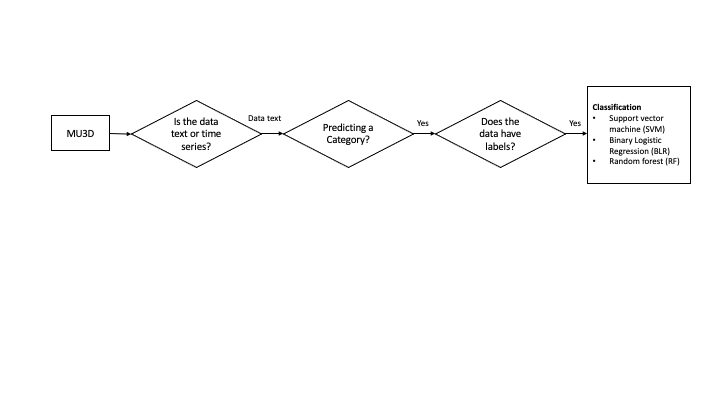 MU3D
Is the data
text or time
series?
Data text
Predicting a
Category?
Yes
Does the
data have
labels?
Yes
Classification
• Support vector
machine (SVM)
• Binary Logistic
Regression (BLR)
• Random forest (RF)